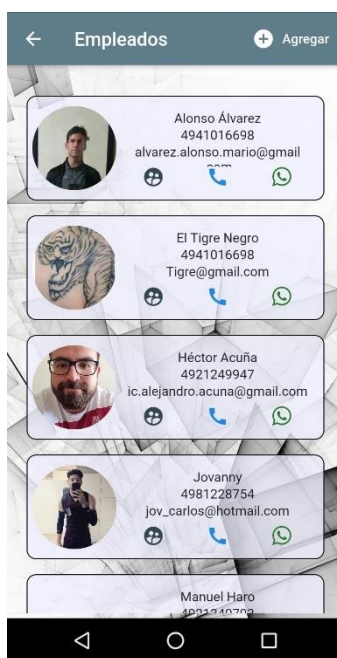 Empleados
Agregar
Alonso Álvarez
4941016698
alvarez.alonso.mario@gmail
El Tigre Negro
4941016698
Tigre@gmail.com
Héctor Acuña
4921249947
ic.alejandro.acuna@gmail.com
Jovanny
4981228754
jov_carlos@hotmail.com
Manuel Haro